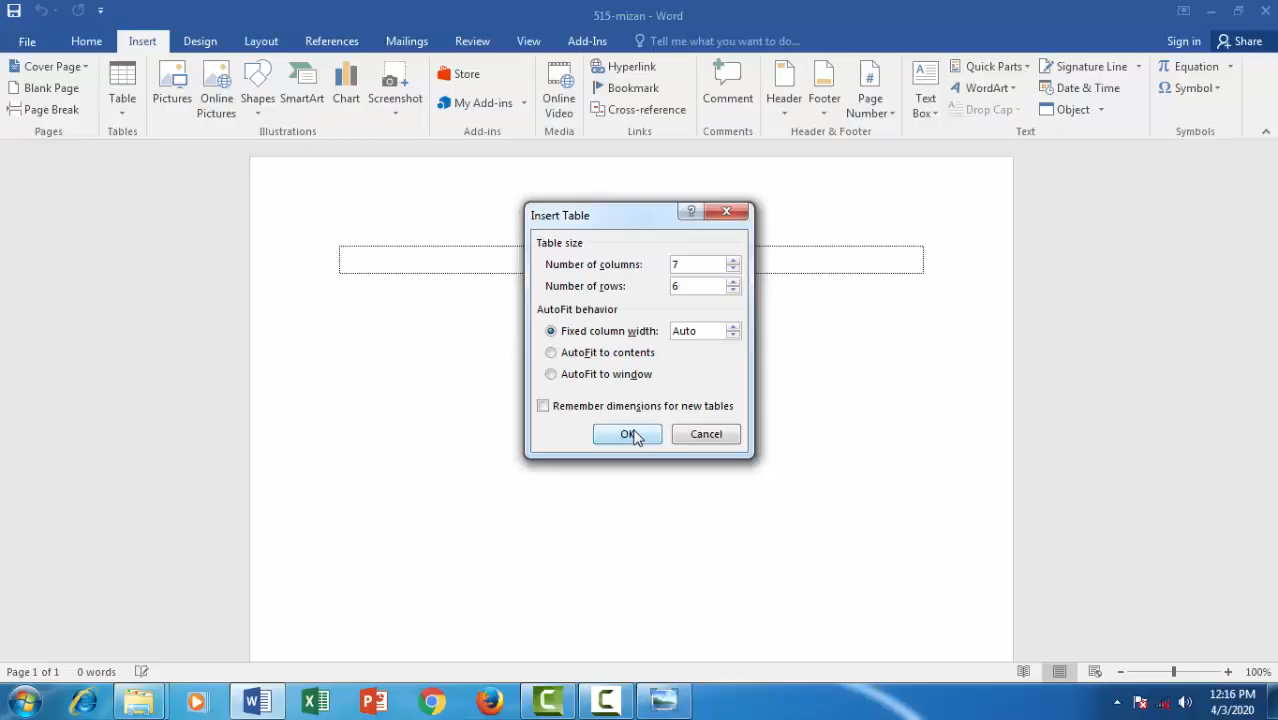 515-mizan - Word
File Home Insert Design Layout References Mailings Review View Add-Ins Tell me what you want to do... Sign in Share
Cover Page
Blank Page
Page Break
Pages
Table
Tables
Pictures
Online Pictures
Shapes
SmartArt
Chart
Screenshot
Illustrations
Store
My Add-ins
Add-ins
Online Video
Media
Hyperlink
Bookmark
Cross-reference
Links
Comment
Comments
Header
Footer
Page Number
Header & Footer
Text Box
Quick Parts
WordArt
Drop Cap
Signature Line
Date & Time
Object
Text
Equation
Symbol
Symbols
Insert Table
Table size
Number of columns: 7
Number of rows: 6
AutoFit behavior
Fixed column width: Auto
AutoFit to contents
AutoFit to window
Remember dimensions for new tables
OK Cancel
Page 1 of 1 0 words 100%
12:16 PM
4/3/2020